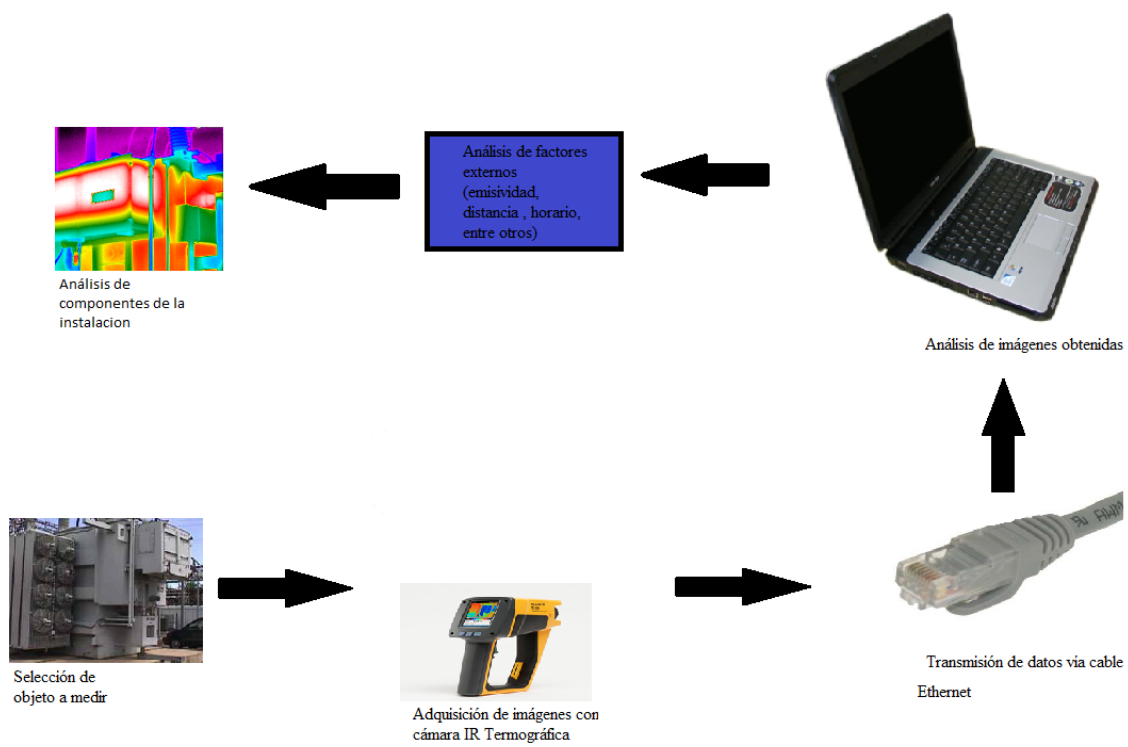 Análisis de factores
externos
(emisividad,
distancia , horario,
entre otros)
Análisis de
componentes de la
instalacion
Análisis de imágenes obtenidas
Selección de
objeto a medir
Adquisición de imágenes con
cámara IR Termográfica
Transmisión de datos via cable
Ethernet